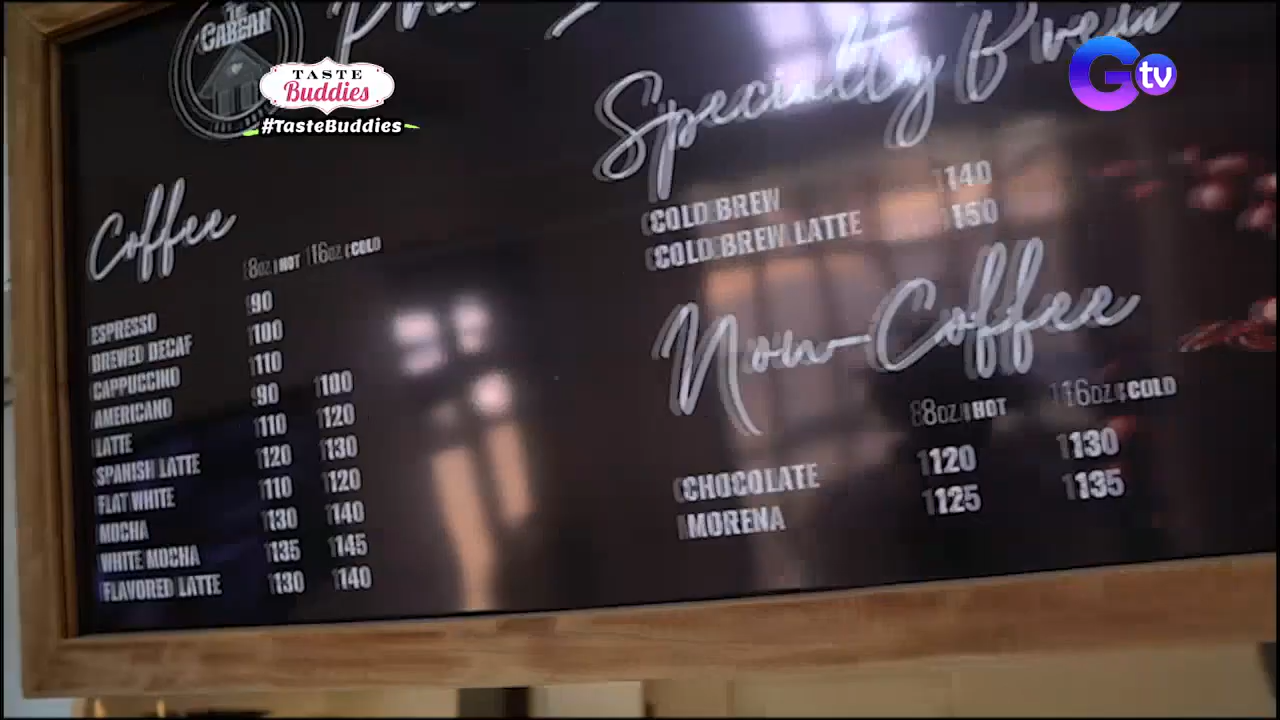 THE
GABEAN
TASTE
Buddies
#TasteBuddies
G tv
Coffee
8oz | HOT 16oz | COLD
ESPRESSO 90
BREWED DECAF 100
CAPPUCCINO 110
AMERICANO 90 100
LATTE 110 120
SPANISH LATTE 120 130
FLAT WHITE 110 120
MOCHA 130 140
WHITE MOCHA 135 145
FLAVORED LATTE 130 140
Specialty Brew
COLD BREW 140
COLD BREW LATTE 150
Non-Coffee
8oz | HOT 16oz | COLD
CHOCOLATE 120 130
MORENA 125 135